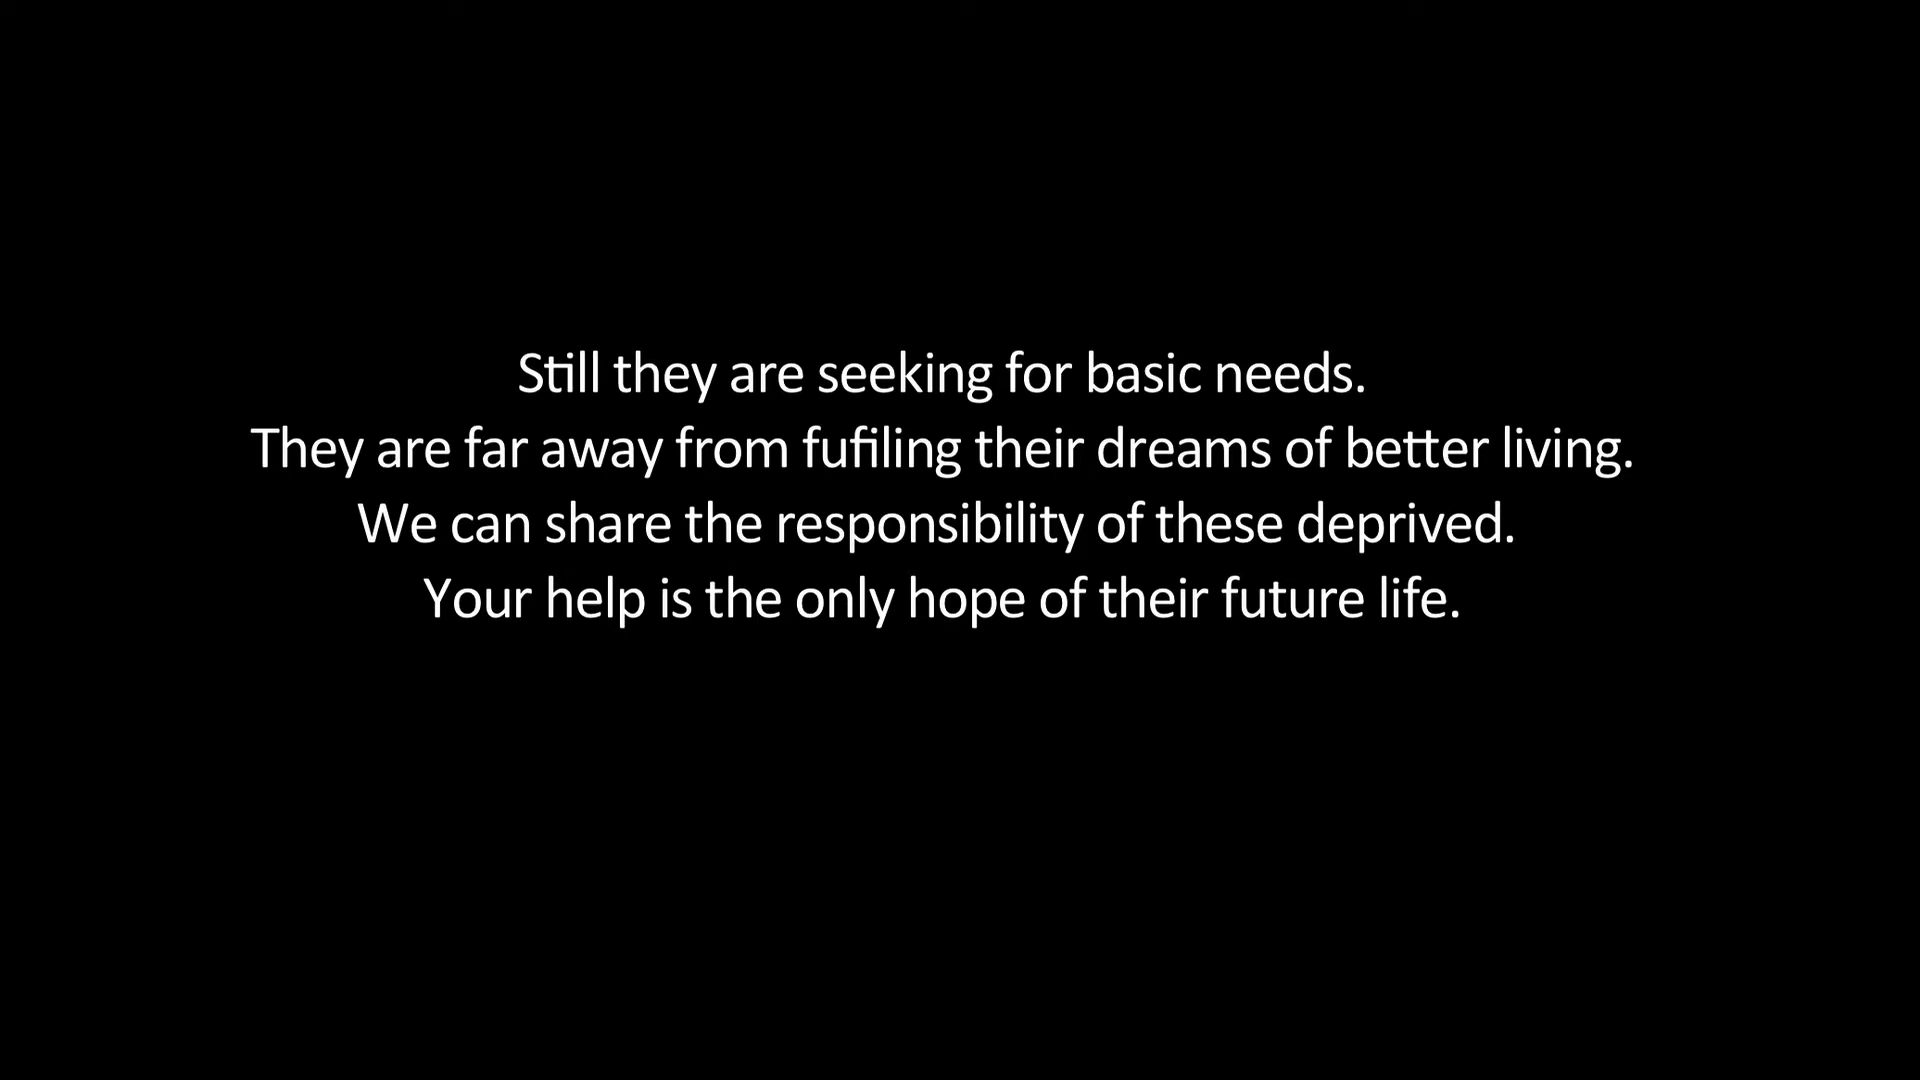 Still they are seeking for basic needs.
They are far away from fufiling their dreams of better living.
We can share the responsibility of these deprived.
Your help is the only hope of their future life.